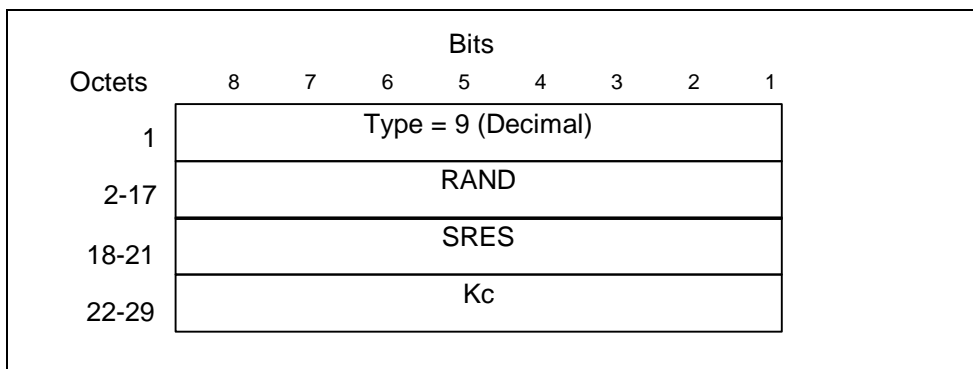 Bits
Octets 8 7 6 5 4 3 2 1
1 Type = 9 (Decimal)
2-17 RAND
18-21 SRES
22-29 Kc